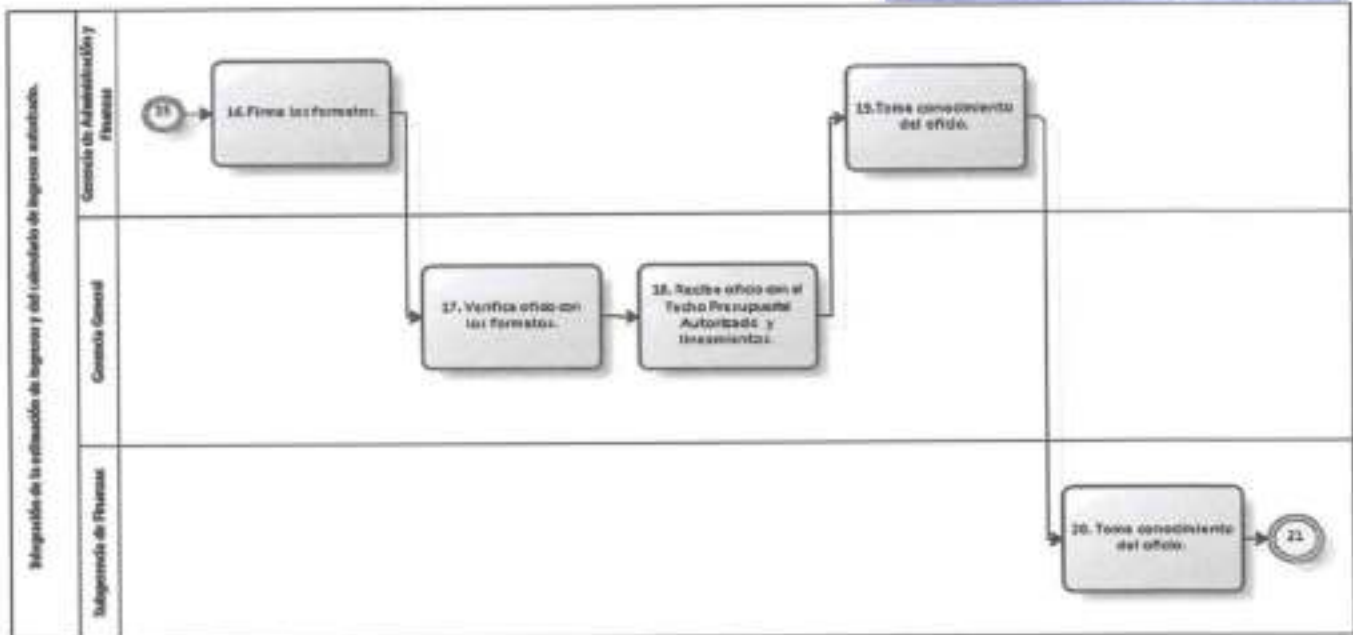 Integración de la estimación de ingresos y del calendario de ingresos autorizado.
Gerencia de Administración y
Finanzas
Gerencia General
Subgerencia de Finanzas
15
16.Firma los formatos.
17. Verifica oficio con
los formatos.
18. Recibe oficio con el
Techo Presupuestal
Autorizado y
lineamientos.
19.Toma conocimiento
del oficio.
20. Toma conocimiento
del oficio.
21